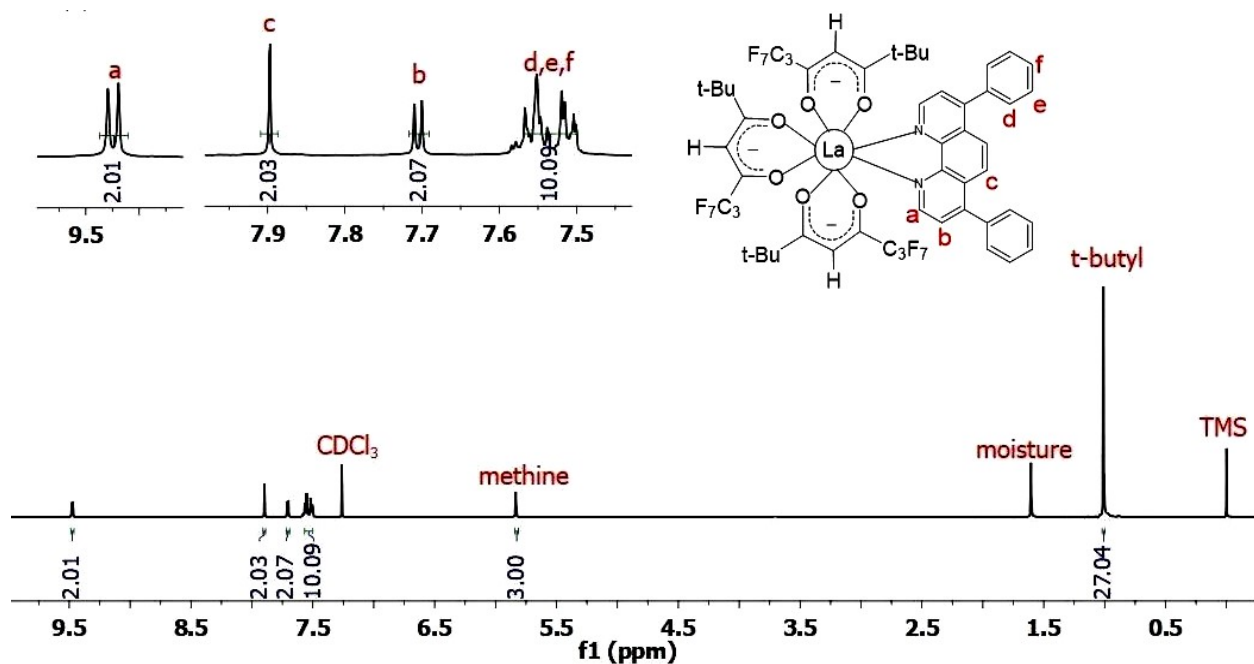 a
c
b
d,e,f
2.01
2.03
2.07
10.09
9.5
7.9
7.8
7.7
7.6
7.5
H
F₇C₃
t-Bu
−
O
O
t-Bu
O
H
−
La
O
F₇C₃
O
O
−
t-Bu
C₃F₇
H
N
N
a
b
c
d
e
f
t-butyl
CDCl₃
methine
moisture
TMS
2.01
2.03
2.07
10.09
3.00
27.04
9.5
8.5
7.5
6.5
5.5
4.5
3.5
2.5
1.5
0.5
f1 (ppm)